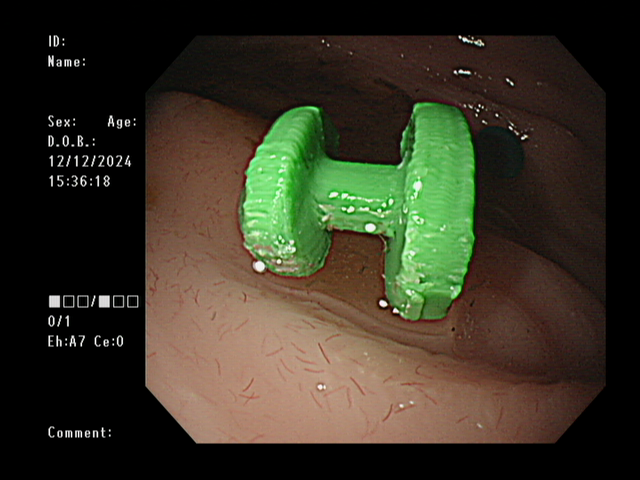 ID:
Name:
Sex: Age:
D.O.B.:
12/12/2024
15:36:18
■□□/■□□
0/1
Eh:A7 Ce:0
Comment: